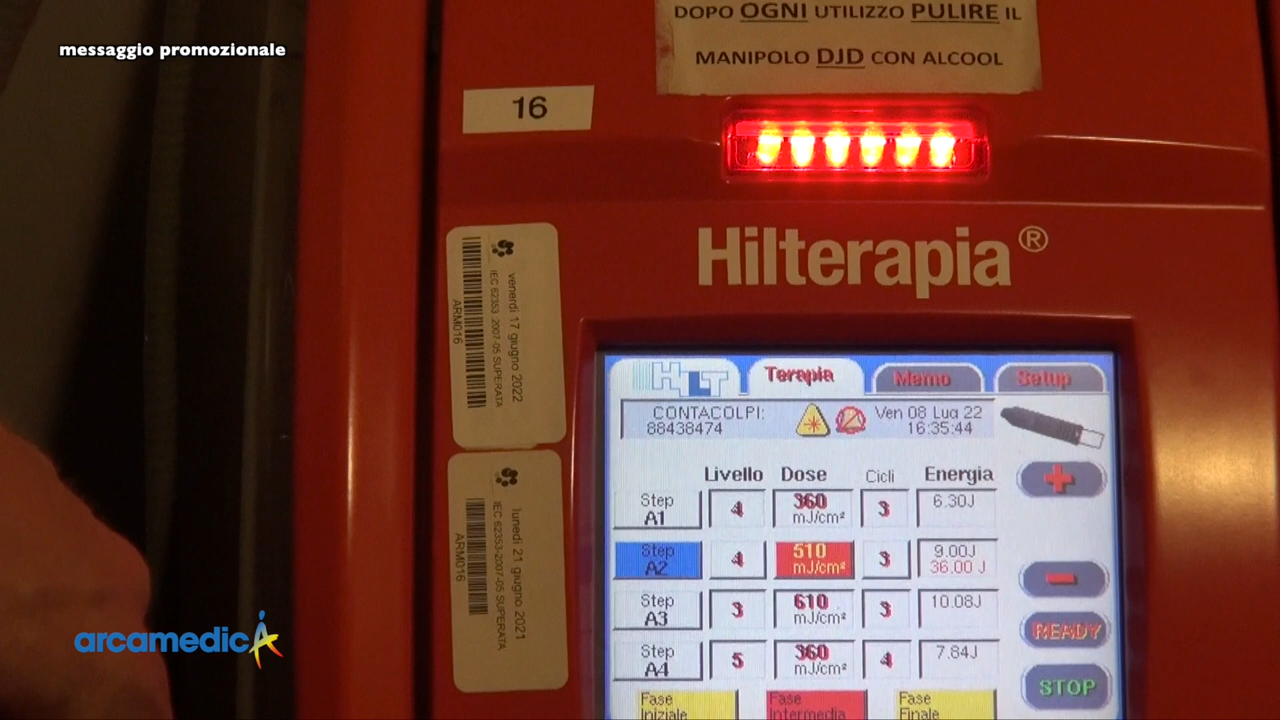 messaggio promozionale
DOPO OGNI UTILIZZO PULIRE IL
MANIPOLO DJD CON ALCOOL
16
Hilterapia®
venerdì 17 giugno 2022
IEC 62353 :2007-05 SUPERATA
ARM016
lunedì 21 giugno 2021
IEC 62353-2007-05 SUPERATA
ARM016
HILT
Terapia
Memo
Setup
CONTACOLPI:
88438474
Ven 08 Lug 22
16:35:44
Livello Dose Cicli Energia
Step A1 4 360 mJ/cm² 3 6.30J
Step A2 4 510 mJ/cm² 3 9.00J 36.00 J
Step A3 3 610 mJ/cm² 3 10.08J
Step A4 5 360 mJ/cm² 4 7.84J
READY
STOP
Fase Iniziale
Fase Intermedia
Fase Finale
arcamedica